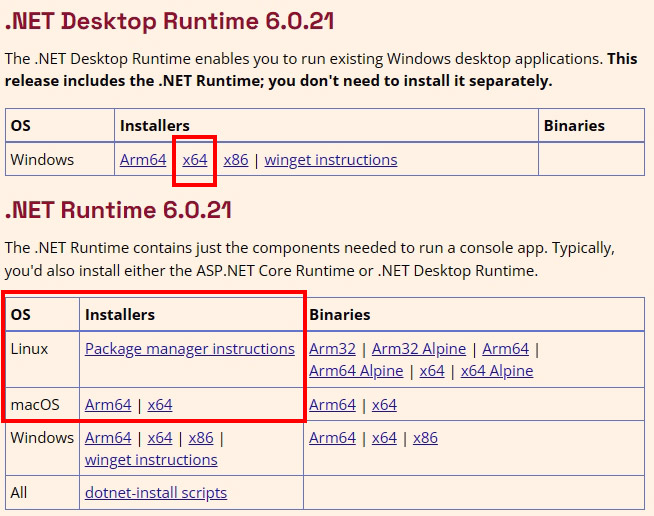 .NET Desktop Runtime 6.0.21
The .NET Desktop Runtime enables you to run existing Windows desktop applications. This
release includes the .NET Runtime; you don't need to install it separately.
OS Installers Binaries
Windows Arm64 x64 x86 | winget instructions
.NET Runtime 6.0.21
The .NET Runtime contains just the components needed to run a console app. Typically,
you'd also install either the ASP.NET Core Runtime or .NET Desktop Runtime.
OS Installers Binaries
Linux Package manager instructions Arm32 | Arm32 Alpine | Arm64 |
Arm64 Alpine | x64 | x64 Alpine
macOS Arm64 | x64 Arm64 | x64
Windows Arm64 | x64 | x86 | Arm64 | x64 | x86
winget instructions
All dotnet-install scripts